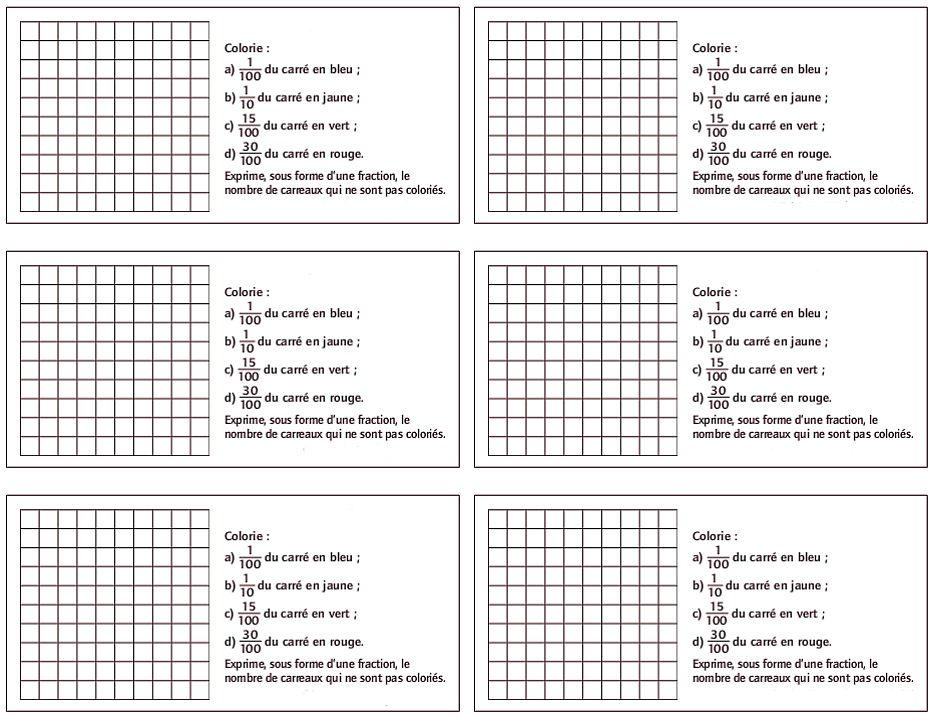 Colorie :
a) 1/100 du carré en bleu ;
b) 1/10 du carré en jaune ;
c) 15/100 du carré en vert ;
d) 30/100 du carré en rouge.
Exprime, sous forme d'une fraction, le
nombre de carreaux qui ne sont pas coloriés.
Colorie :
a) 1/100 du carré en bleu ;
b) 1/10 du carré en jaune ;
c) 15/100 du carré en vert ;
d) 30/100 du carré en rouge.
Exprime, sous forme d'une fraction, le
nombre de carreaux qui ne sont pas coloriés.
Colorie :
a) 1/100 du carré en bleu ;
b) 1/10 du carré en jaune ;
c) 15/100 du carré en vert ;
d) 30/100 du carré en rouge.
Exprime, sous forme d'une fraction, le
nombre de carreaux qui ne sont pas coloriés.
Colorie :
a) 1/100 du carré en bleu ;
b) 1/10 du carré en jaune ;
c) 15/100 du carré en vert ;
d) 30/100 du carré en rouge.
Exprime, sous forme d'une fraction, le
nombre de carreaux qui ne sont pas coloriés.
Colorie :
a) 1/100 du carré en bleu ;
b) 1/10 du carré en jaune ;
c) 15/100 du carré en vert ;
d) 30/100 du carré en rouge.
Exprime, sous forme d'une fraction, le
nombre de carreaux qui ne sont pas coloriés.
Colorie :
a) 1/100 du carré en bleu ;
b) 1/10 du carré en jaune ;
c) 15/100 du carré en vert ;
d) 30/100 du carré en rouge.
Exprime, sous forme d'une fraction, le
nombre de carreaux qui ne sont pas coloriés.